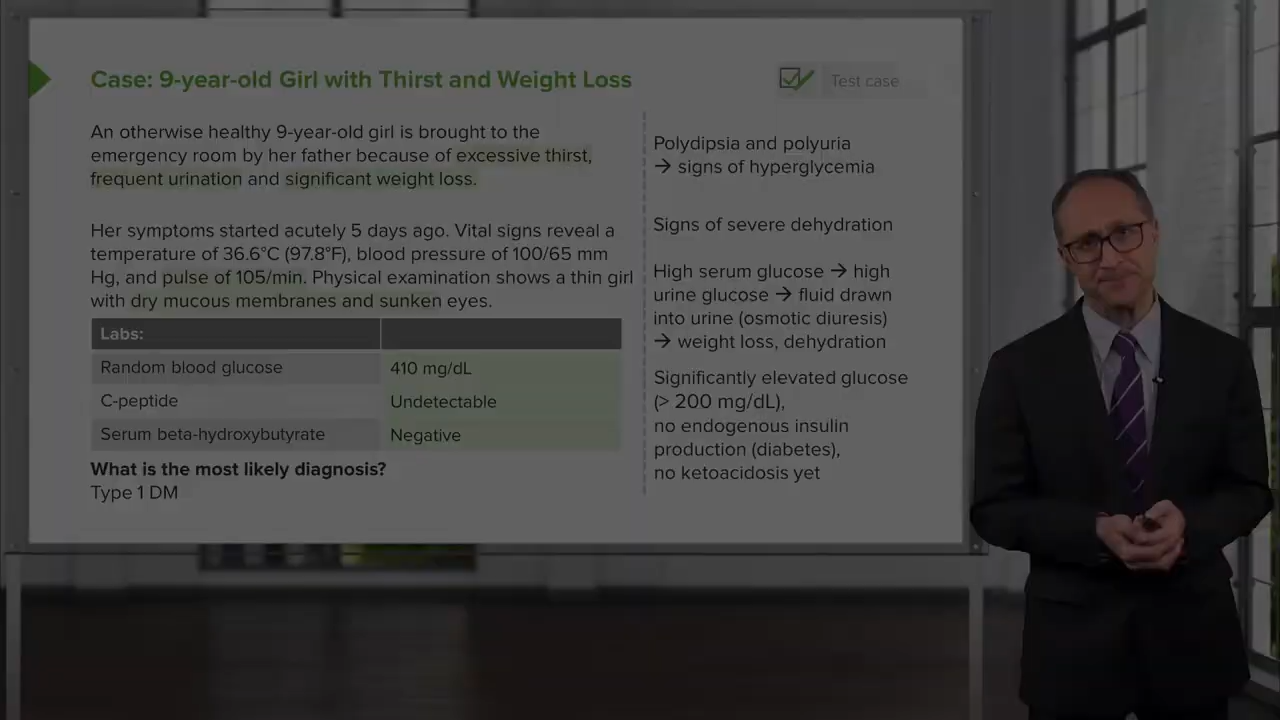 Case: 9-year-old Girl with Thirst and Weight Loss
Test case
An otherwise healthy 9-year-old girl is brought to the
emergency room by her father because of excessive thirst,
frequent urination and significant weight loss.
Her symptoms started acutely 5 days ago. Vital signs reveal a
temperature of 36.6°C (97.8°F), blood pressure of 100/65 mm
Hg, and pulse of 105/min. Physical examination shows a thin girl
with dry mucous membranes and sunken eyes.
Labs:
Random blood glucose 410 mg/dL
C-peptide Undetectable
Serum beta-hydroxybutyrate Negative
What is the most likely diagnosis?
Type 1 DM
Polydipsia and polyuria
→ signs of hyperglycemia
Signs of severe dehydration
High serum glucose → high
urine glucose → fluid drawn
into urine (osmotic diuresis)
→ weight loss, dehydration
Significantly elevated glucose
(> 200 mg/dL),
no endogenous insulin
production (diabetes),
no ketoacidosis yet